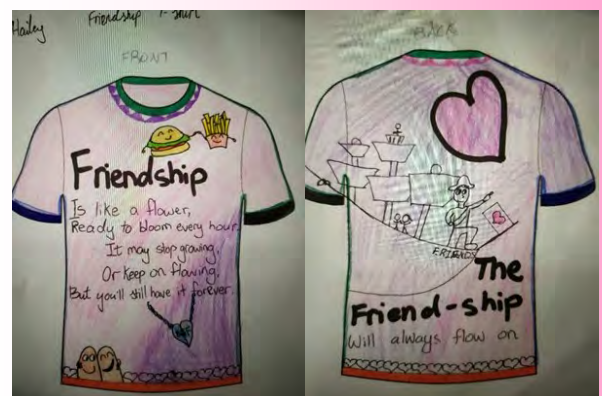 Hailey
Friendship T-shirt
FRONT
Friendship
Is like a flower,
Ready to bloom every hour
It may stop growing,
Or keep on flowing,
But you'll still have it forever.
BACK
FRIENDS
The
Friend-ship
Will always flow on